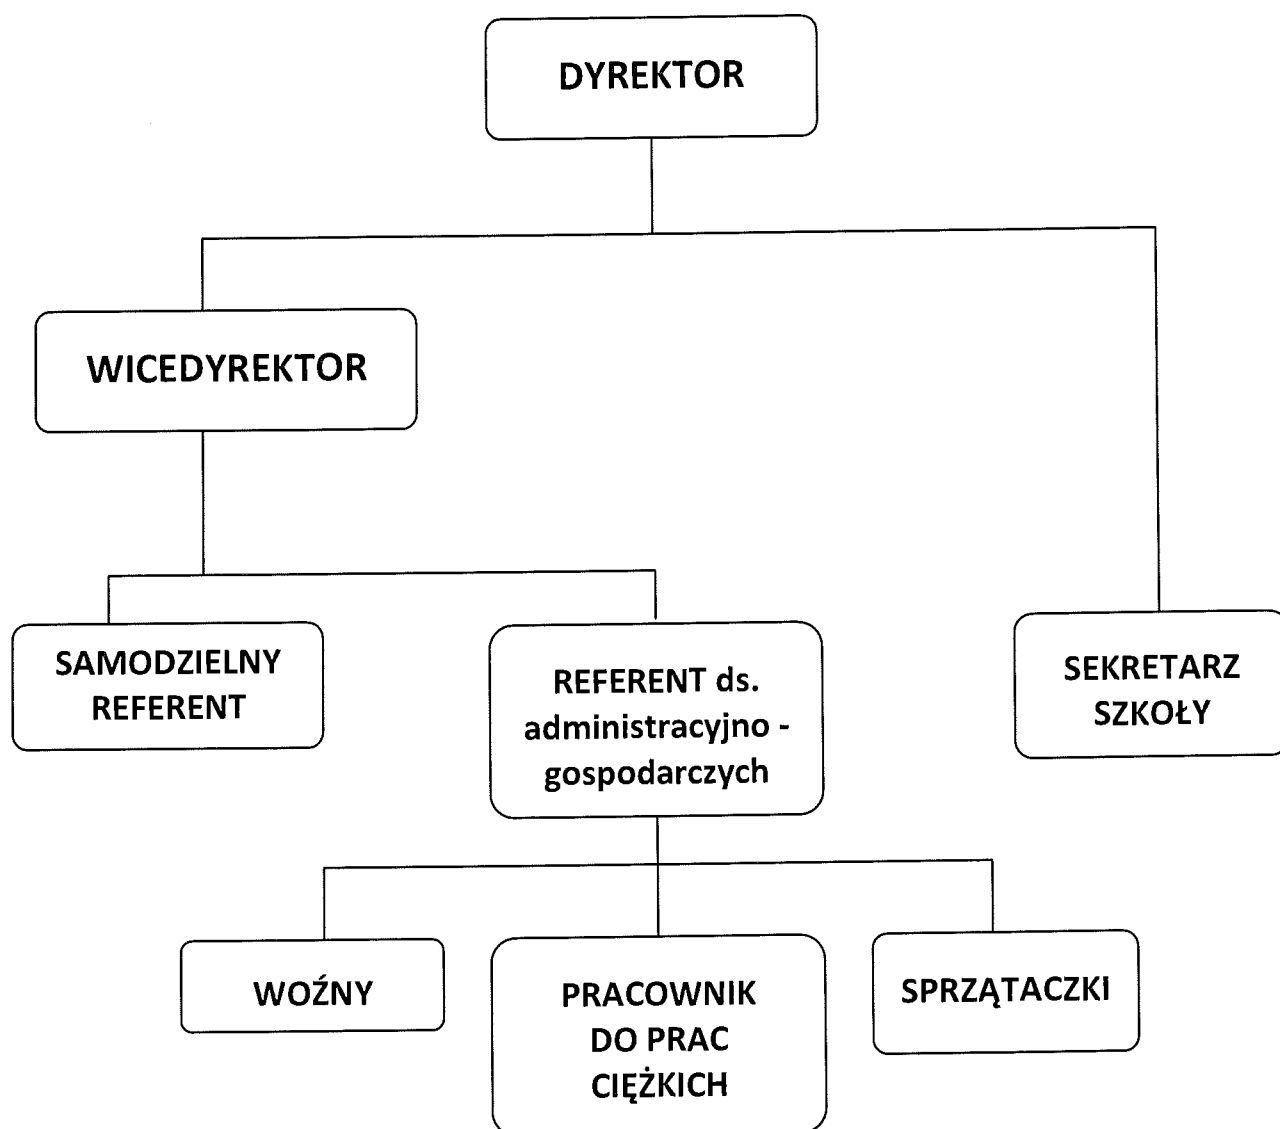 DYREKTOR
WICEDYREKTOR
SAMODZIELNY
REFERENT
REFERENT ds.
administracyjno -
gospodarczych
SEKRETARZ
SZKOŁY
WOŹNY
PRACOWNIK
DO PRAC
CIĘŻKICH
SPRZĄTACZKI